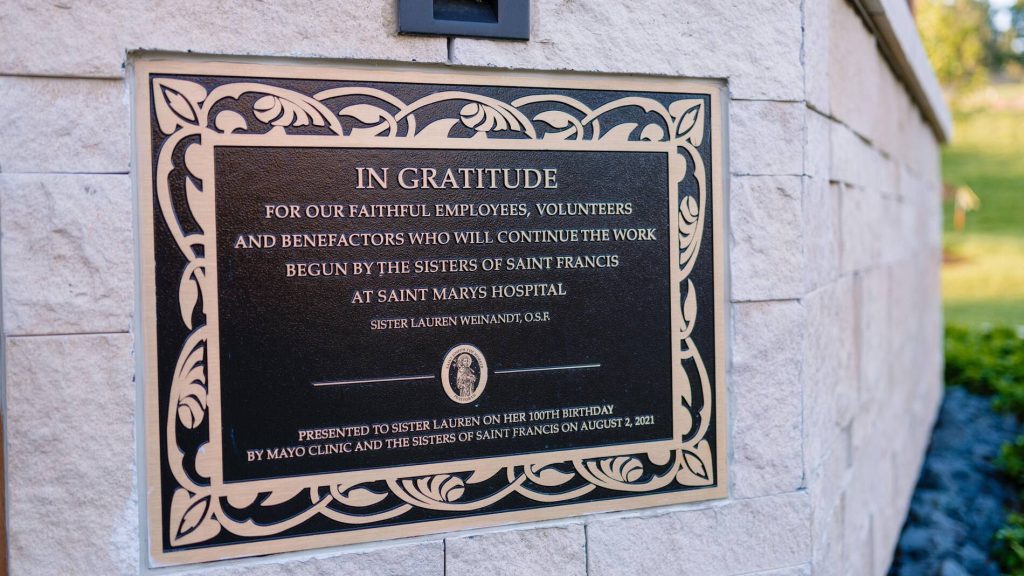 IN GRATITUDE
FOR OUR FAITHFUL EMPLOYEES, VOLUNTEERS
AND BENEFACTORS WHO WILL CONTINUE THE WORK
BEGUN BY THE SISTERS OF SAINT FRANCIS
AT SAINT MARYS HOSPITAL
SISTER LAUREN WEINANDT, O.S.F.
PRESENTED TO SISTER LAUREN ON HER 100TH BIRTHDAY
BY MAYO CLINIC AND THE SISTERS OF SAINT FRANCIS ON AUGUST 2, 2021